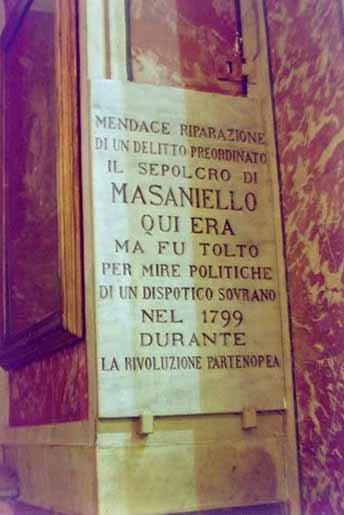 MENDACE RIPARAZIONE
DI UN DELITTO PREORDINATO
IL SEPOLCRO DI
MASANIELLO
QUI ERA
MA FU TOLTO
PER MIRE POLITICHE
DI UN DISPOTICO SOVRANO
NEL 1799
DURANTE
LA RIVOLUZIONE PARTENOPEA